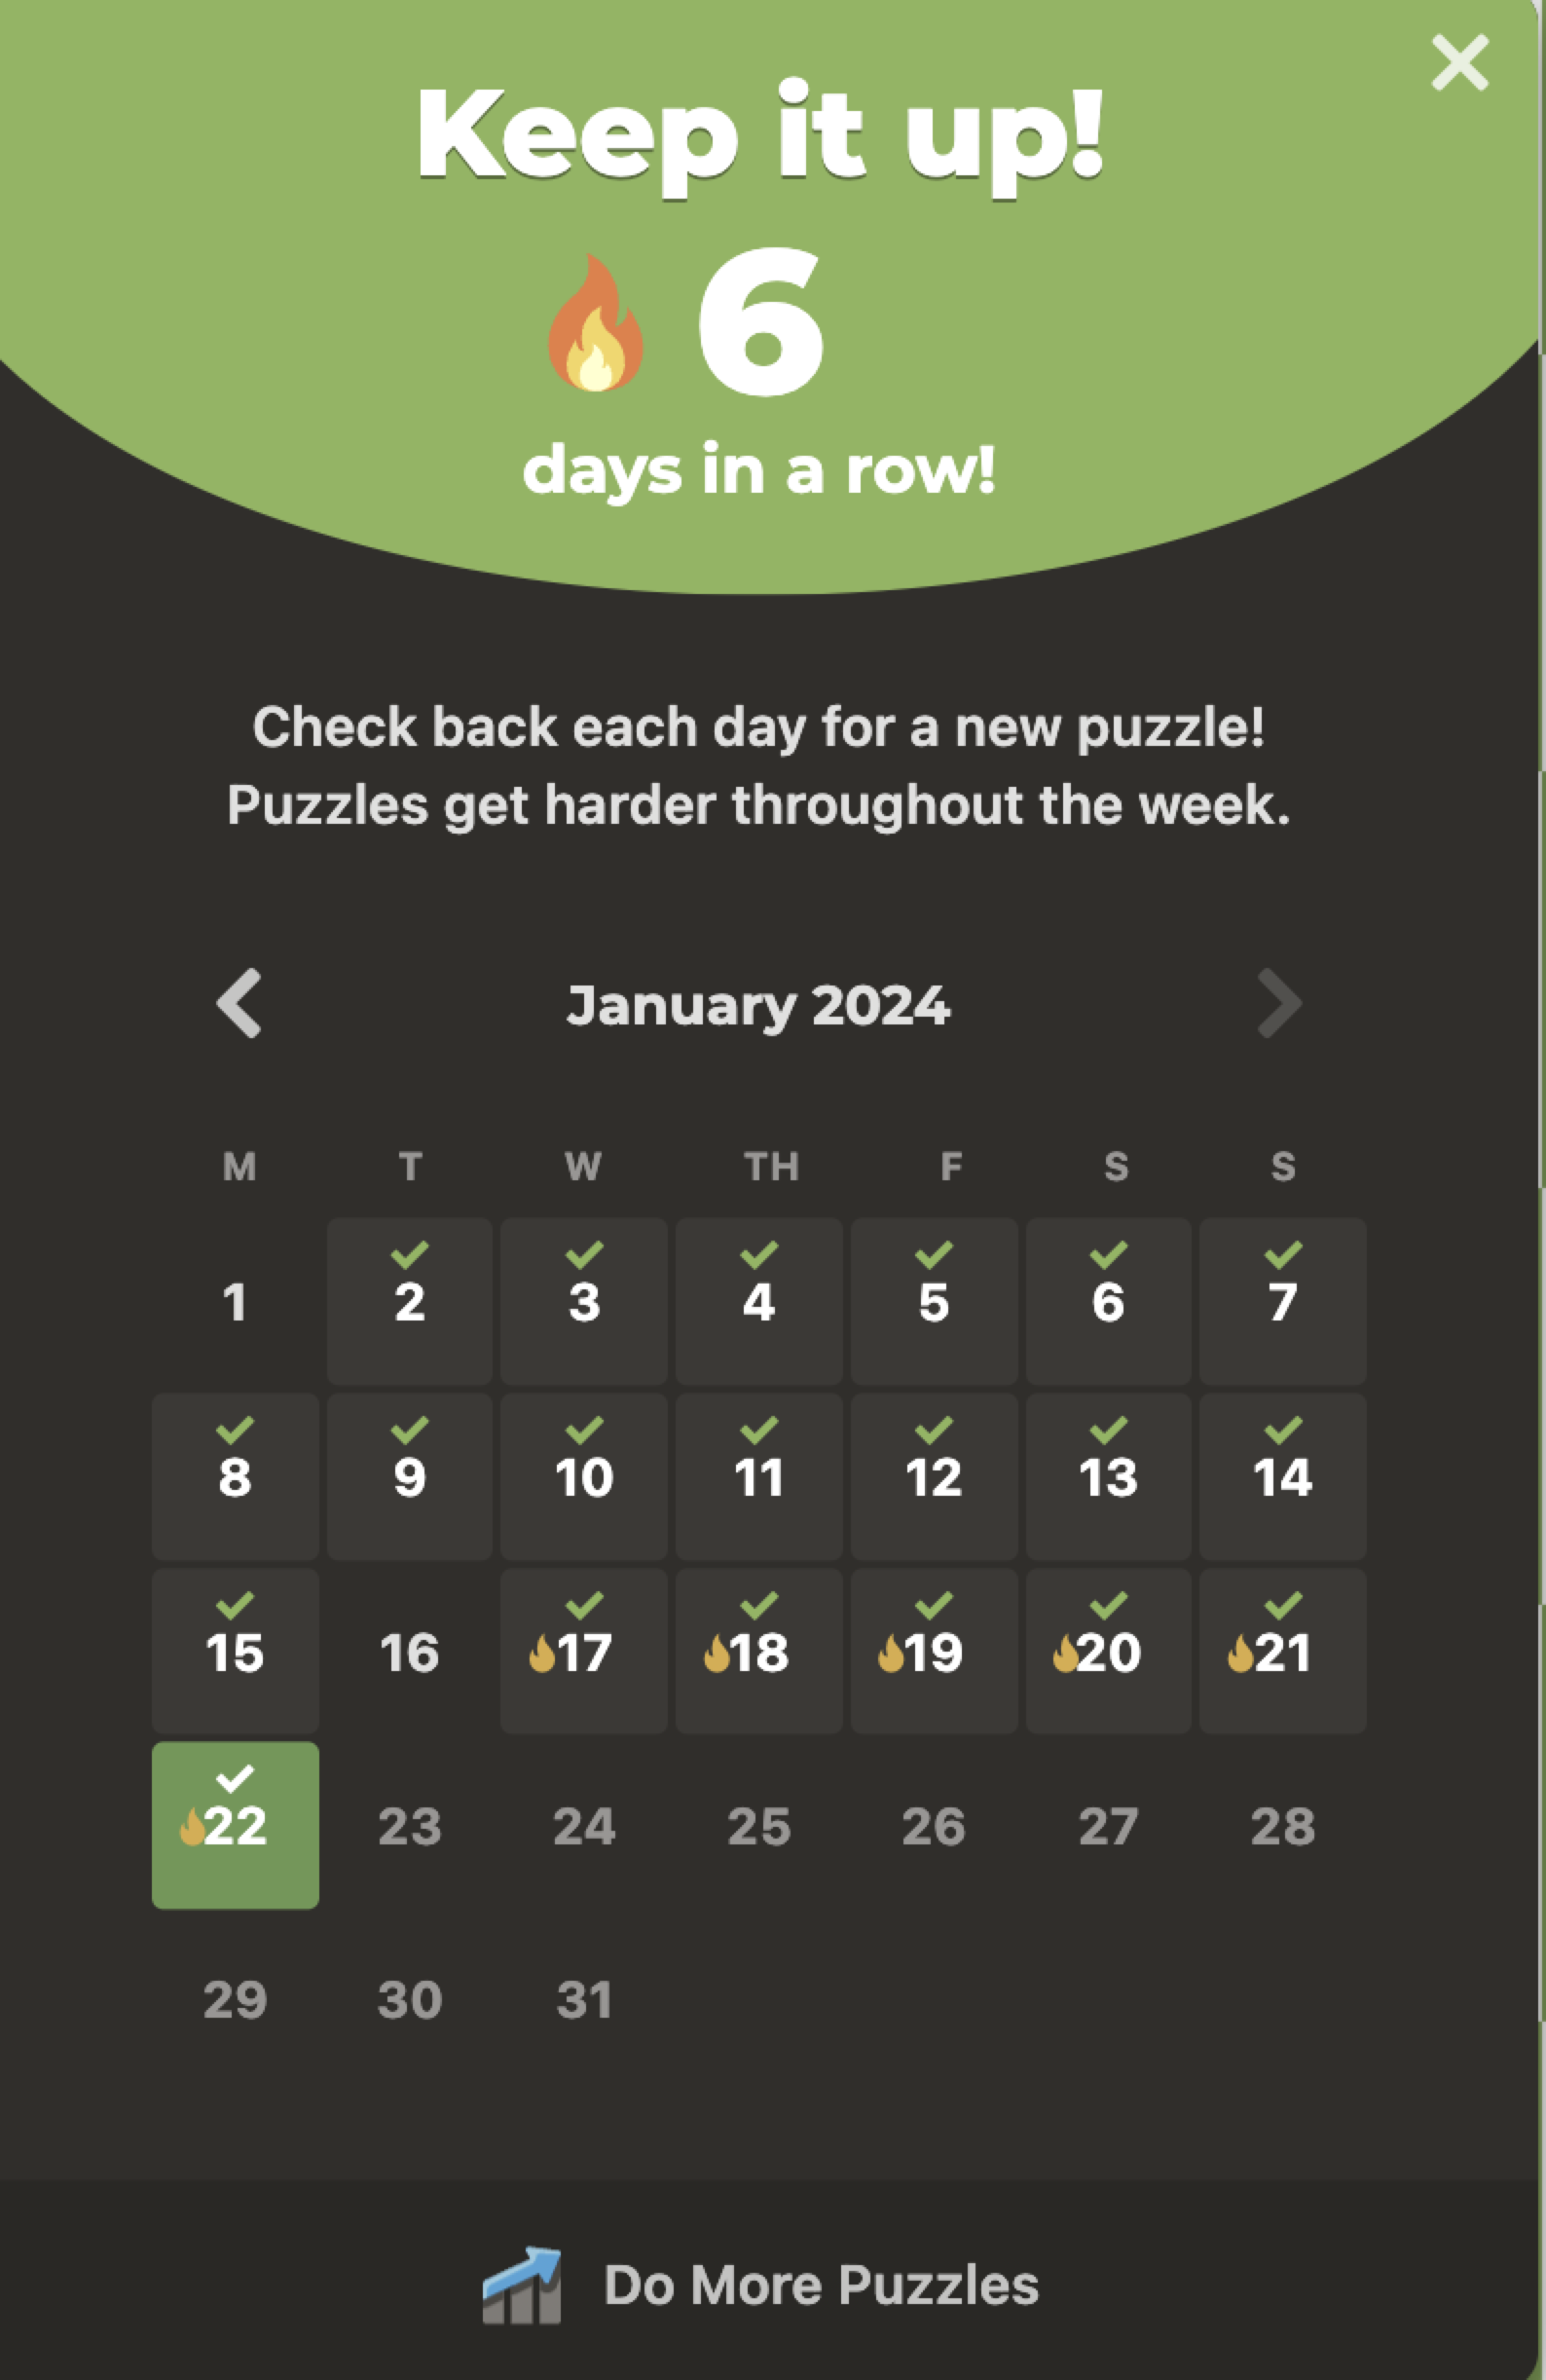 Keep it up!
6
days in a row!
Check back each day for a new puzzle!
Puzzles get harder throughout the week.
January 2024
M T W TH F S S
1 2 3 4 5 6 7
8 9 10 11 12 13 14
15 16 17 18 19 20 21
22 23 24 25 26 27 28
29 30 31
Do More Puzzles